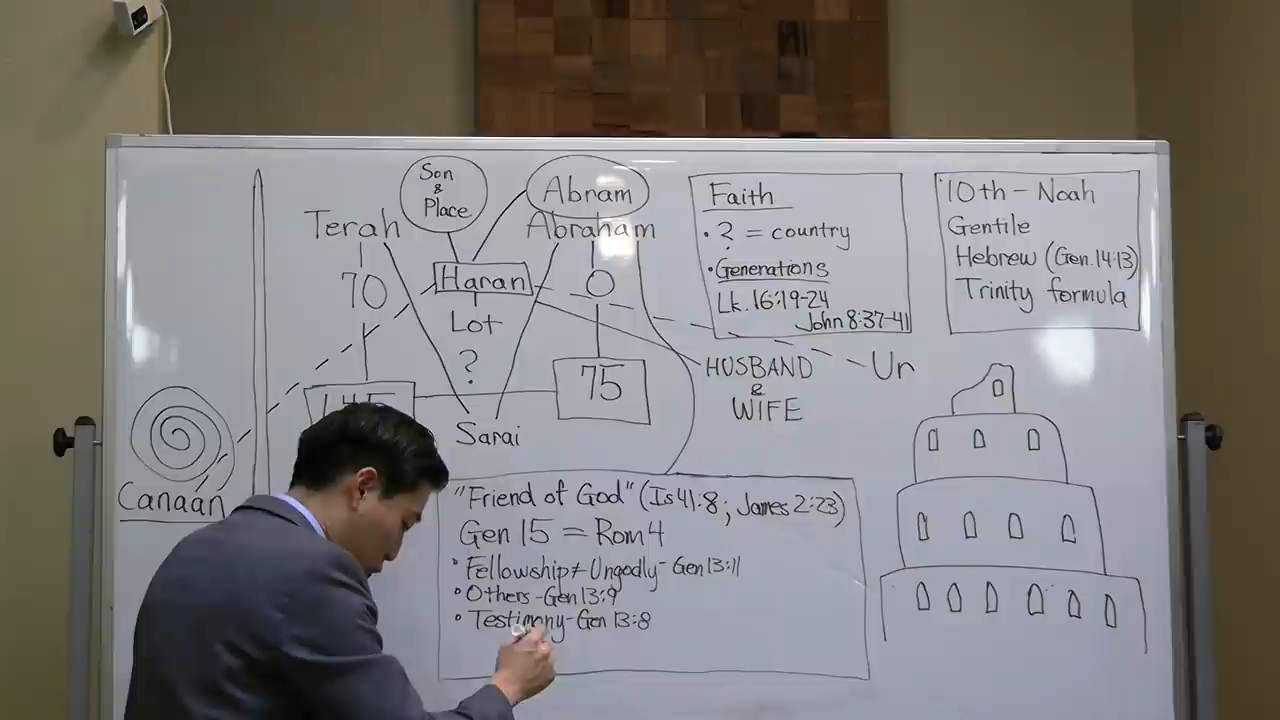 Son
&
Place
Abram
Terah
Abraham
70
Haran
0
Lot
?
75
Sarai
Canaan
HUSBAND
&
WIFE
Ur
Faith
• ? = country
• Generations
Lk. 16:19-24
John 8:37-41
10th - Noah
Gentile
Hebrew (Gen. 14:13)
Trinity formula
"Friend of God" (Is 41:8; James 2:23)
Gen 15 = Rom 4
• Fellowship ≠ Ungodly - Gen 13:11
• Others - Gen 13:9
• Testimony - Gen 13:8